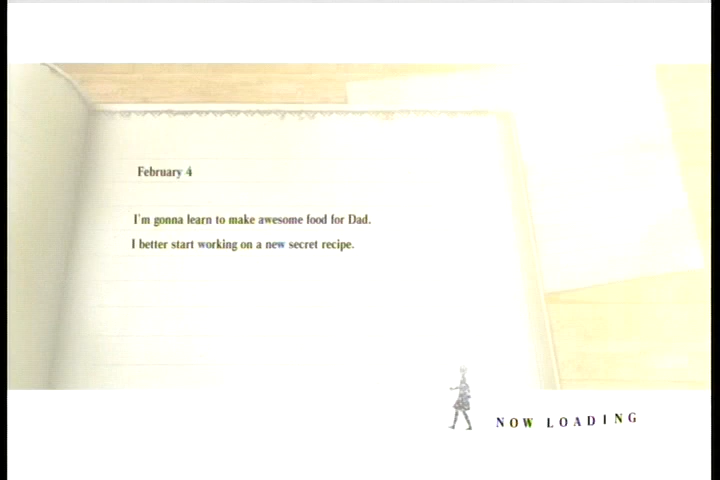 February 4
I'm gonna learn to make awesome food for Dad.
I better start working on a new secret recipe.
NOW LOADING